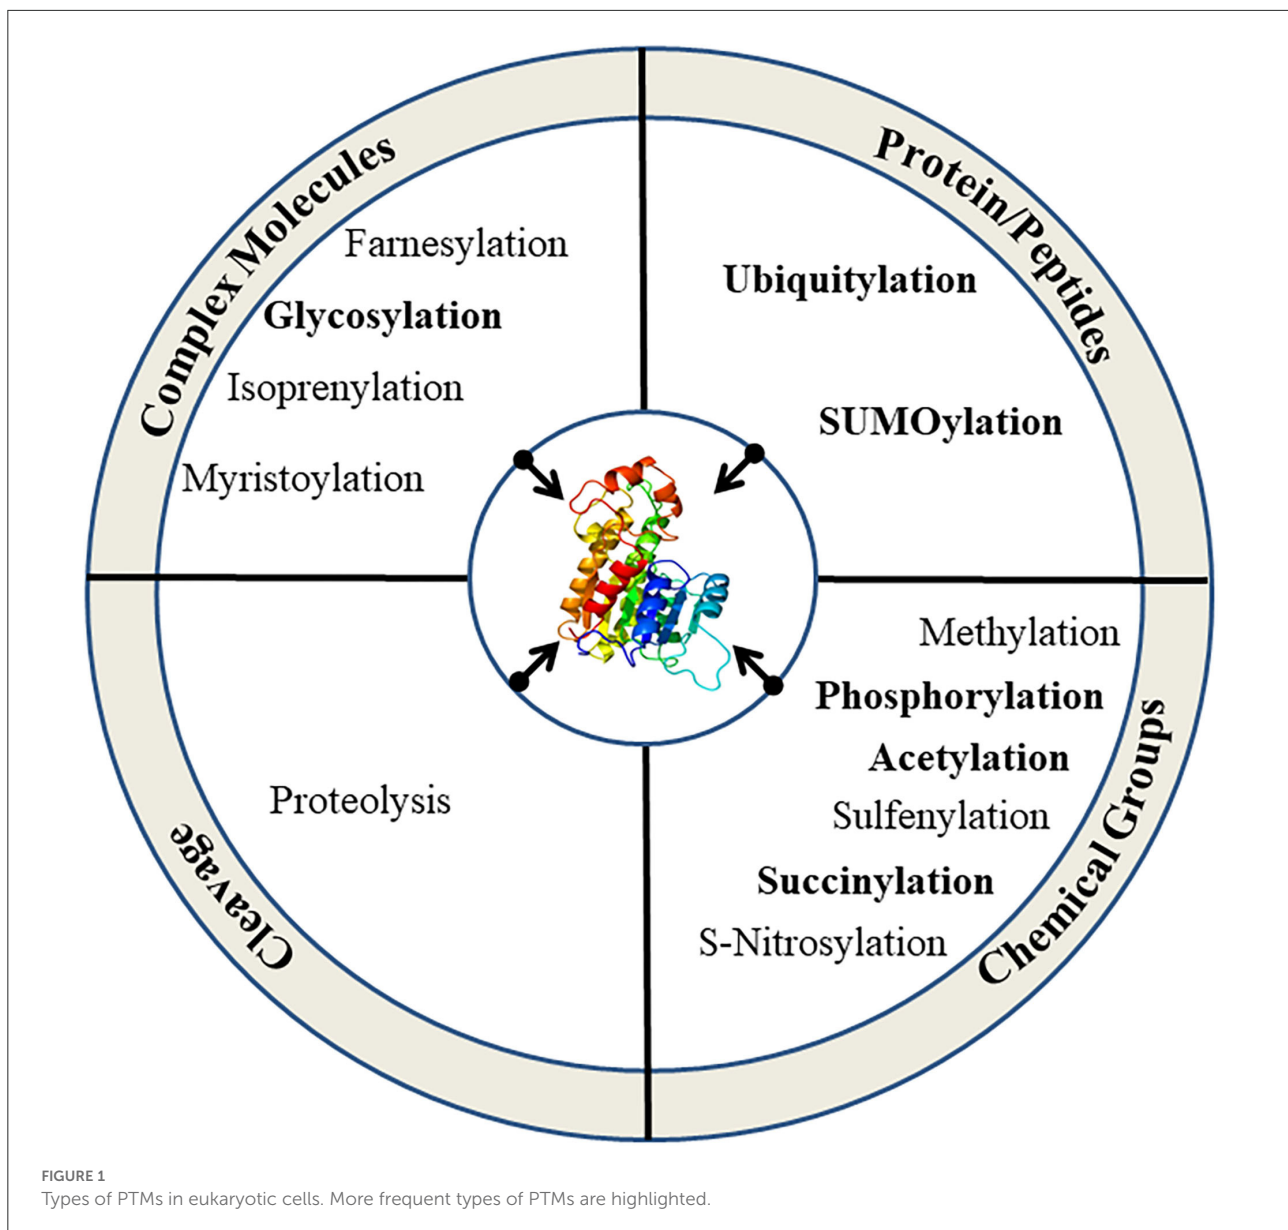 Complex Molecules
Farnesylation
Glycosylation
Isoprenylation
Myristoylation
Protein/Peptides
Ubiquitylation
SUMOylation
Cleavage
Proteolysis
Methylation
Phosphorylation
Acetylation
Sulfenylation
Succinylation
S-Nitrosylation
Chemical Groups
FIGURE 1
Types of PTMs in eukaryotic cells. More frequent types of PTMs are highlighted.